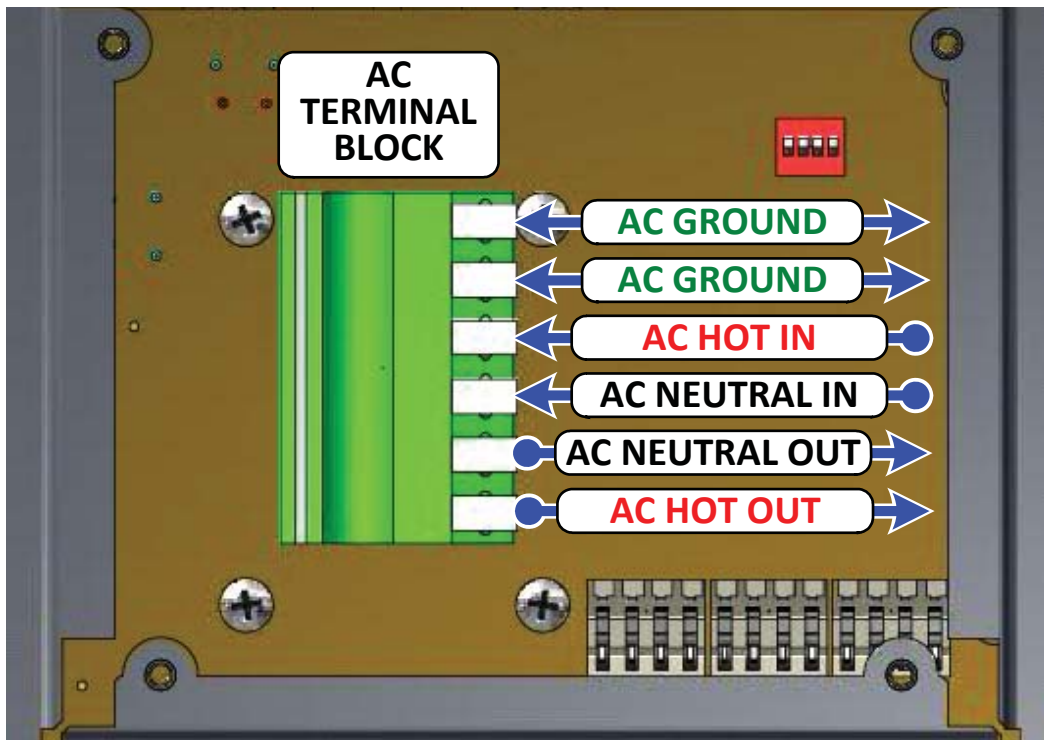 AC
TERMINAL
BLOCK
AC GROUND
AC GROUND
AC HOT IN
AC NEUTRAL IN
AC NEUTRAL OUT
AC HOT OUT